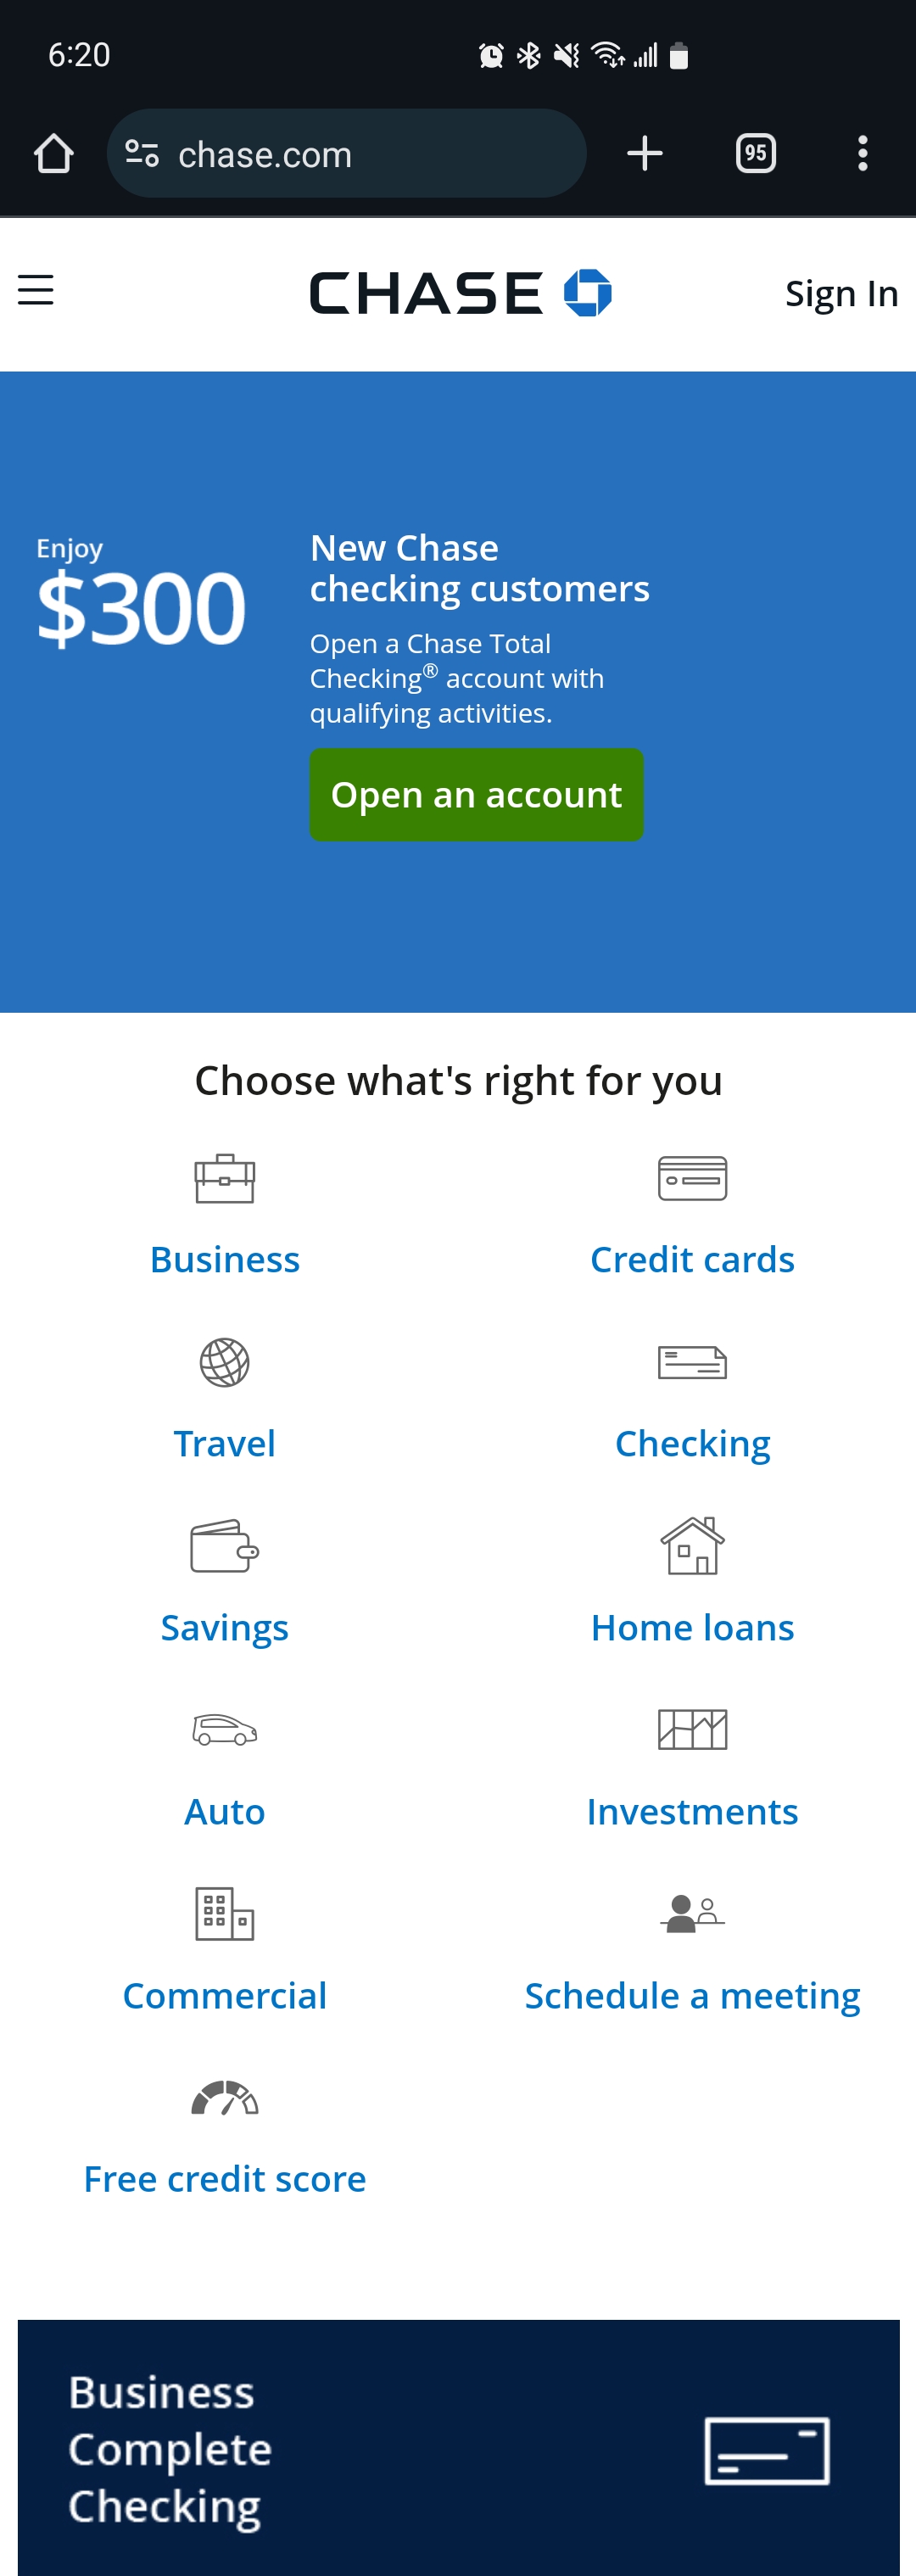 6:20
chase.com
95
CHASE
Sign In
Enjoy
$300
New Chase
checking customers
Open a Chase Total
Checking® account with
qualifying activities.
Open an account
Choose what's right for you
Business
Credit cards
Travel
Checking
Savings
Home loans
Auto
Investments
Commercial
Schedule a meeting
Free credit score
Business
Complete
Checking